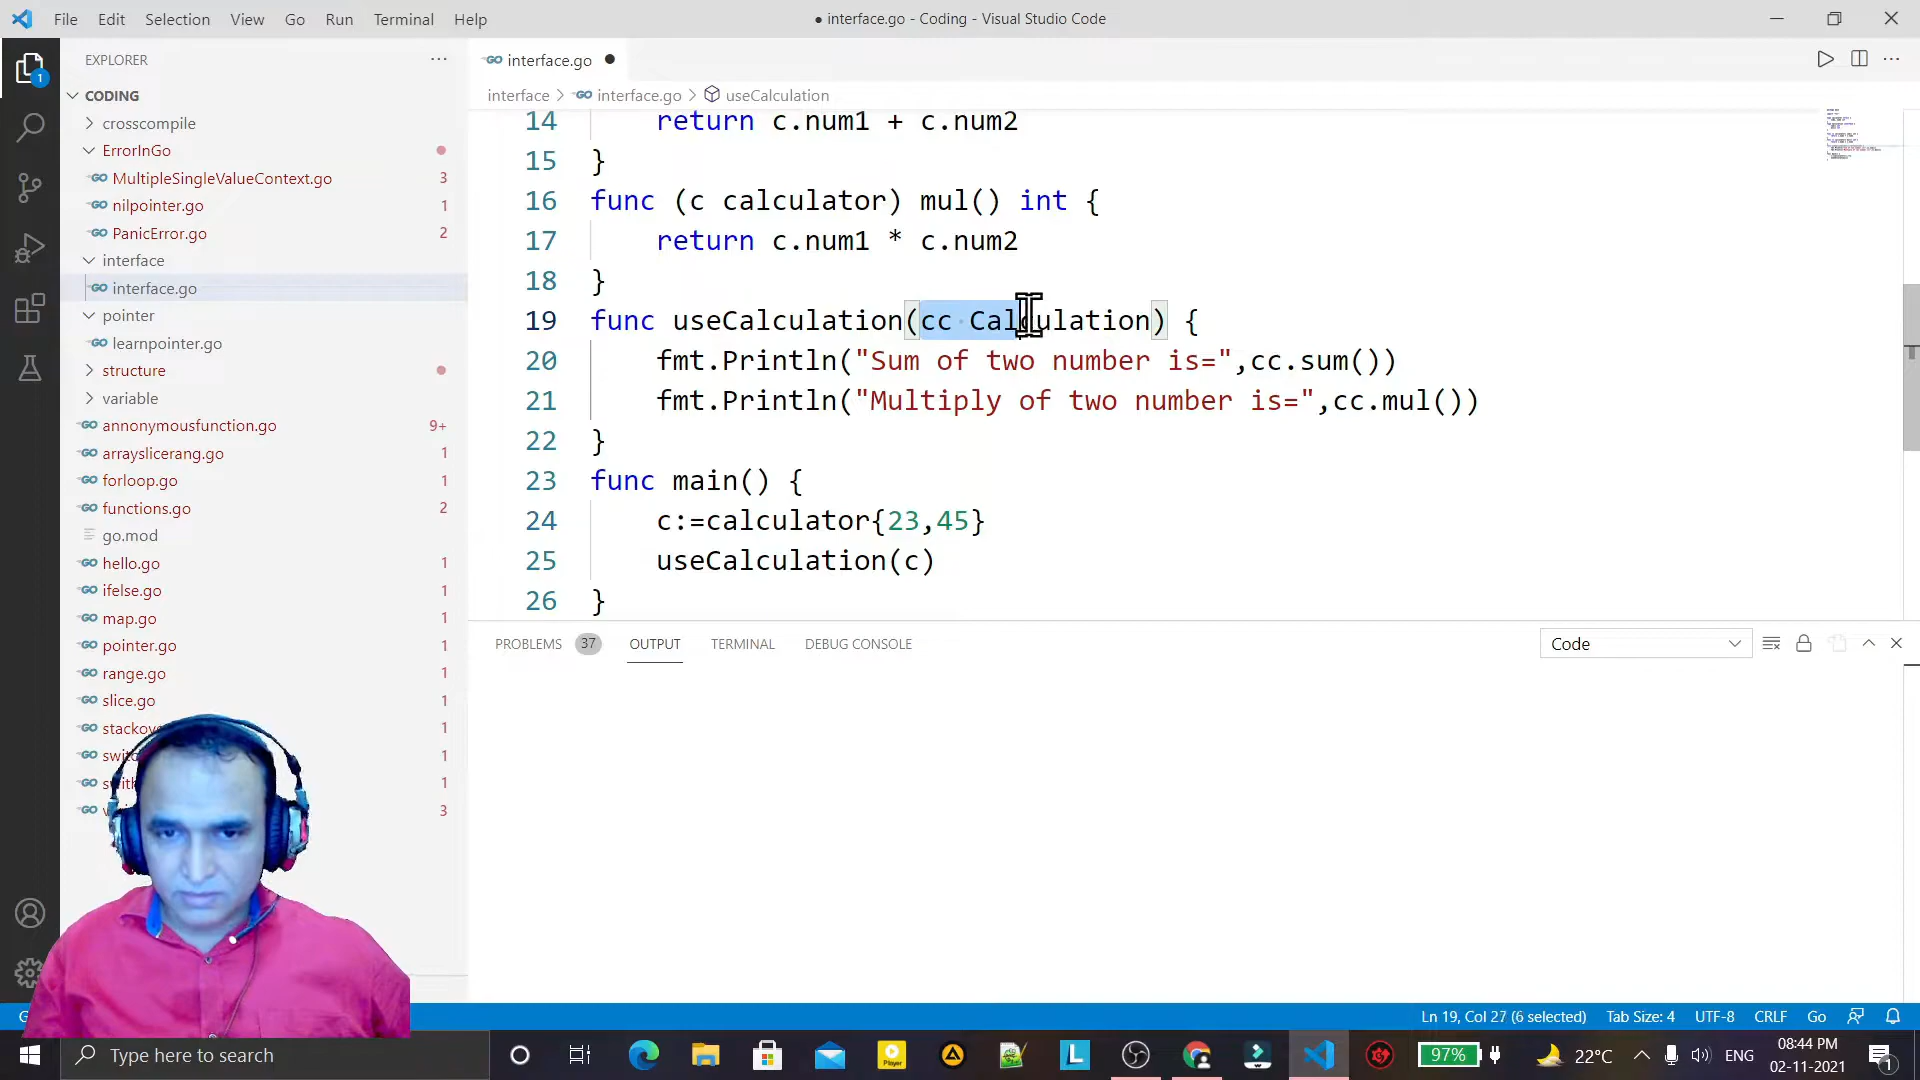 File Edit Selection View Go Run Terminal Help
● interface.go - Coding - Visual Studio Code
EXPLORER
interface.go
CODING
interface > interface.go > useCalculation
crosscompile
ErrorInGo
MultipleSingleValueContext.go 3
nilpointer.go 1
PanicError.go 2
interface
interface.go
pointer
learnpointer.go
structure
variable
annonymousfunction.go 9+
arrayslicerang.go 1
forloop.go 1
functions.go 2
go.mod
hello.go 1
ifelse.go 1
map.go 1
pointer.go 1
range.go 1
slice.go 1
1
1
1
3
14 return c.num1 + c.num2
15 }
16 func (c calculator) mul() int {
17 return c.num1 * c.num2
18 }
19 func useCalculation(cc Calculation) {
20 fmt.Println("Sum of two number is=",cc.sum())
21 fmt.Println("Multiply of two number is=",cc.mul())
22 }
23 func main() {
24 c:=calculator{23,45}
25 useCalculation(c)
26 }
PROBLEMS 37 OUTPUT TERMINAL DEBUG CONSOLE
Code
Ln 19, Col 27 (6 selected) Tab Size: 4 UTF-8 CRLF Go
Type here to search
97% 22°C ENG
08:44 PM
02-11-2021
1